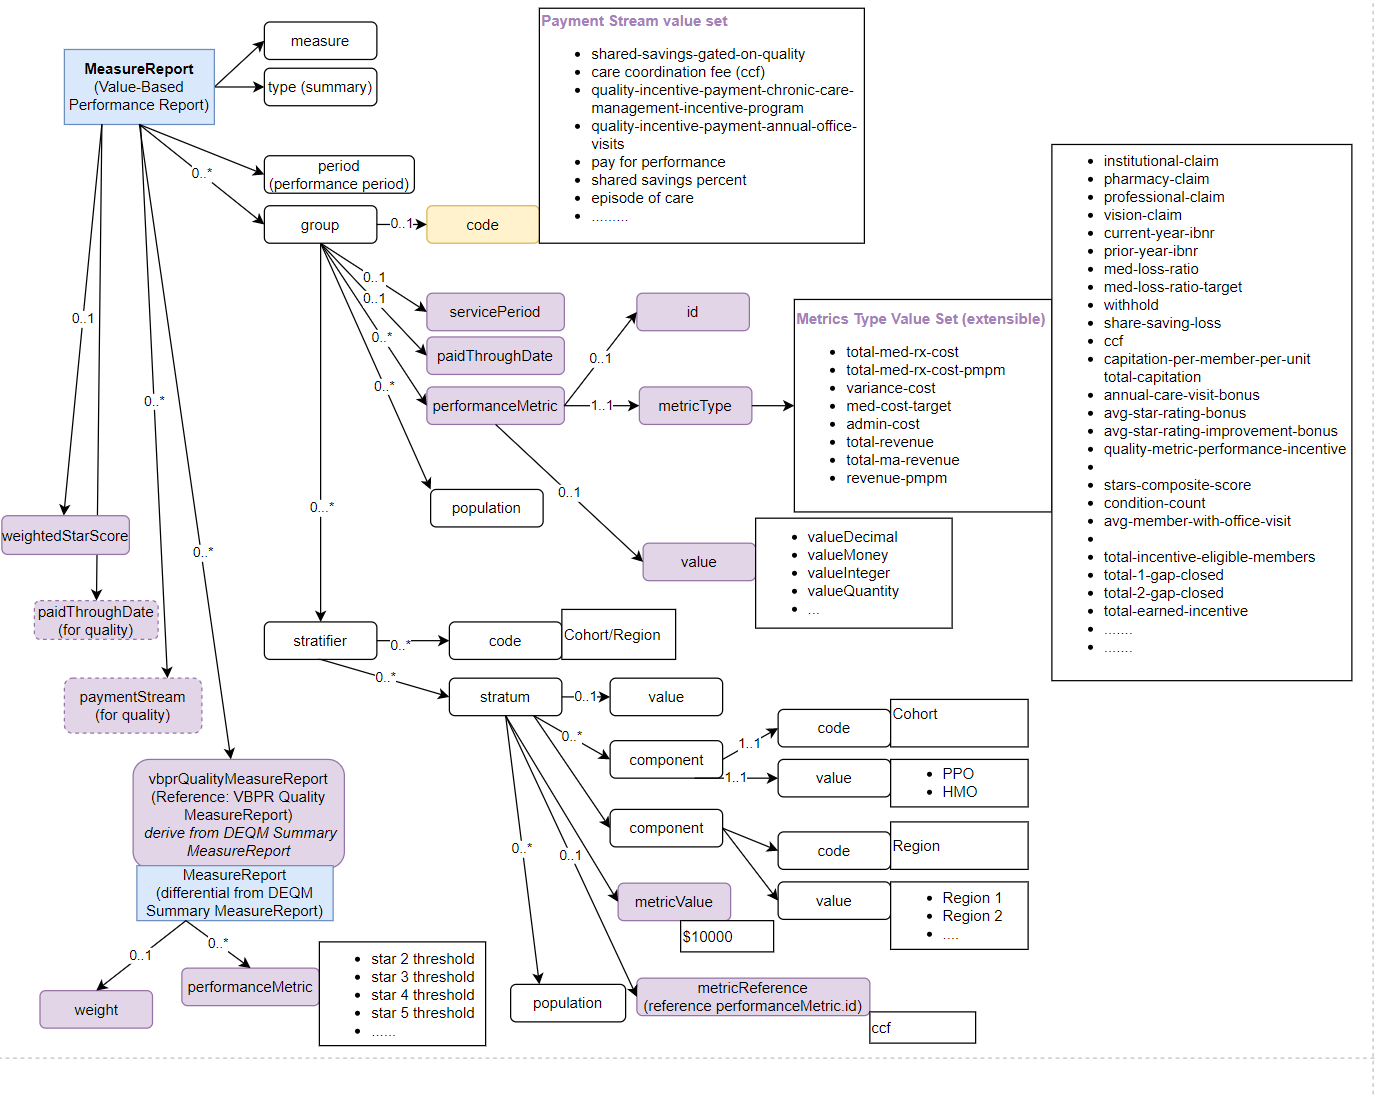 Payment Stream value set
shared-savings-gated-on-quality
care coordination fee (ccf)
quality-incentive-payment-chronic-care-
management-incentive-program
quality-incentive-payment-annual-office-
visits
pay for performance
shared savings percent
episode of care
.........
measure
MeasureReport
(Value-Based
Performance Report)
type (summary)
period
(performance period)
0..*
group
0..1
code
institutional-claim
pharmacy-claim
professional-claim
vision-claim
current-year-ibnr
prior-year-ibnr
med-loss-ratio
med-loss-ratio-target
withhold
share-saving-loss
ccf
capitation-per-member-per-unit
total-capitation
annual-care-visit-bonus
avg-star-rating-bonus
avg-star-rating-improvement-bonus
quality-metric-performance-incentive
stars-composite-score
condition-count
avg-member-with-office-visit
total-incentive-eligible-members
total-1-gap-closed
total-2-gap-closed
total-earned-incentive
.......
.......
0..1
0..1
0..*
0..*
servicePeriod
paidThroughDate
performanceMetric
id
0..1
1..1
metricType
Metrics Type Value Set (extensible)
total-med-rx-cost
total-med-rx-cost-pmpm
variance-cost
med-cost-target
admin-cost
total-revenue
total-ma-revenue
revenue-pmpm
0..1
0..*
population
0..1
0...*
value
valueDecimal
valueMoney
valueInteger
valueQuantity
...
weightedStarScore
0..*
paidThroughDate
(for quality)
stratifier
0..*
code
Cohort/Region
0..*
paymentStream
(for quality)
stratum
0..1
value
0..*
component
1..1
code
Cohort
1..1
value
PPO
HMO
vbprQualityMeasureReport
(Reference: VBPR Quality
MeasureReport)
derive from DEQM Summary
MeasureReport
component
code
Region
0..*
0..1
value
Region 1
Region 2
....
MeasureReport
(differential from DEQM
Summary MeasureReport)
metricValue
$10000
0..1
0..*
weight
performanceMetric
star 2 threshold
star 3 threshold
star 4 threshold
star 5 threshold
......
population
metricReference
(reference performanceMetric.id)
ccf